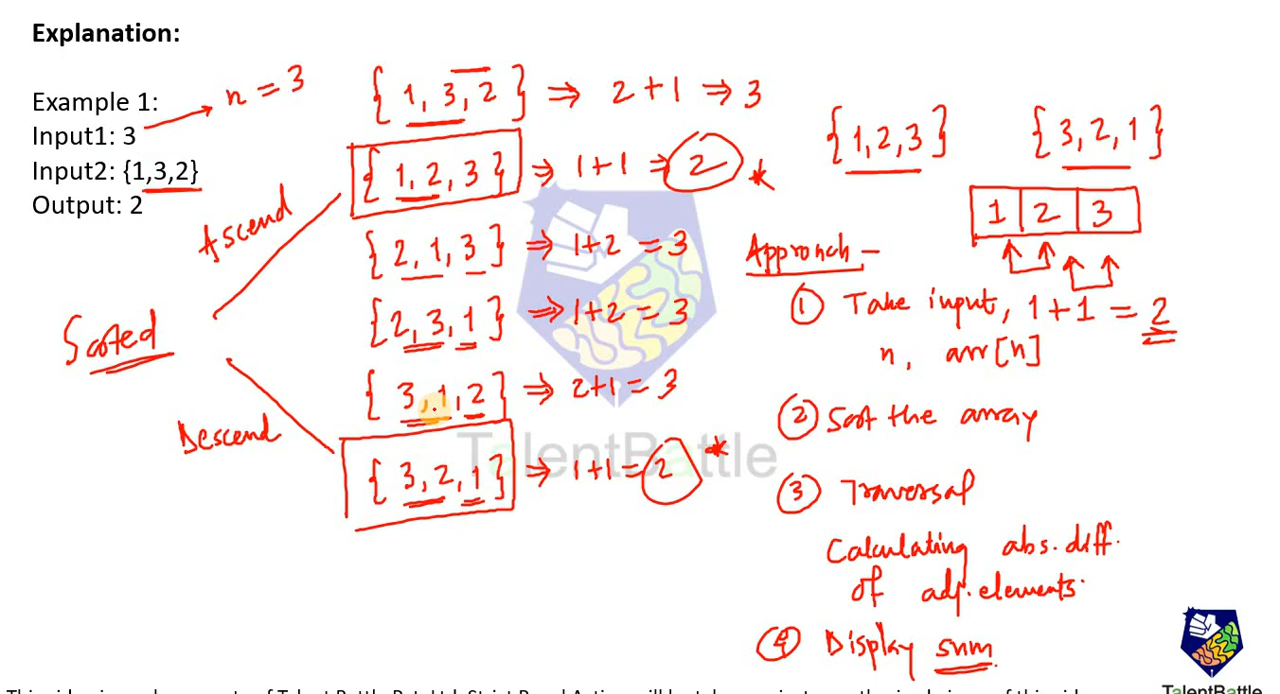 Explanation:
Example 1:
Input1: 3
n = 3
Input2: {1,3,2}
Output: 2
Sorted
Ascend
Descend
{ 1, 3, 2 } ⇒ 2+1 ⇒ 3
{ 1, 2, 3 } ⇒ 1+1 ⇒ 2 *
{ 2, 1, 3 } ⇒ 1+2 = 3
{ 2, 3, 1 } ⇒ 1+2 = 3
{ 3, 1, 2 } ⇒ 2+1 = 3
{ 3, 2, 1 } ⇒ 1+1 = 2 *
{ 1, 2, 3 } { 3, 2, 1 }
1 2 3
Approach –
① Take input, 1+1 = 2
n, arr[n]
② Sort the array
③ Traversal
Calculating abs. diff.
of adj. elements.
④ Display sum.
TalentBattle
TalentBattle